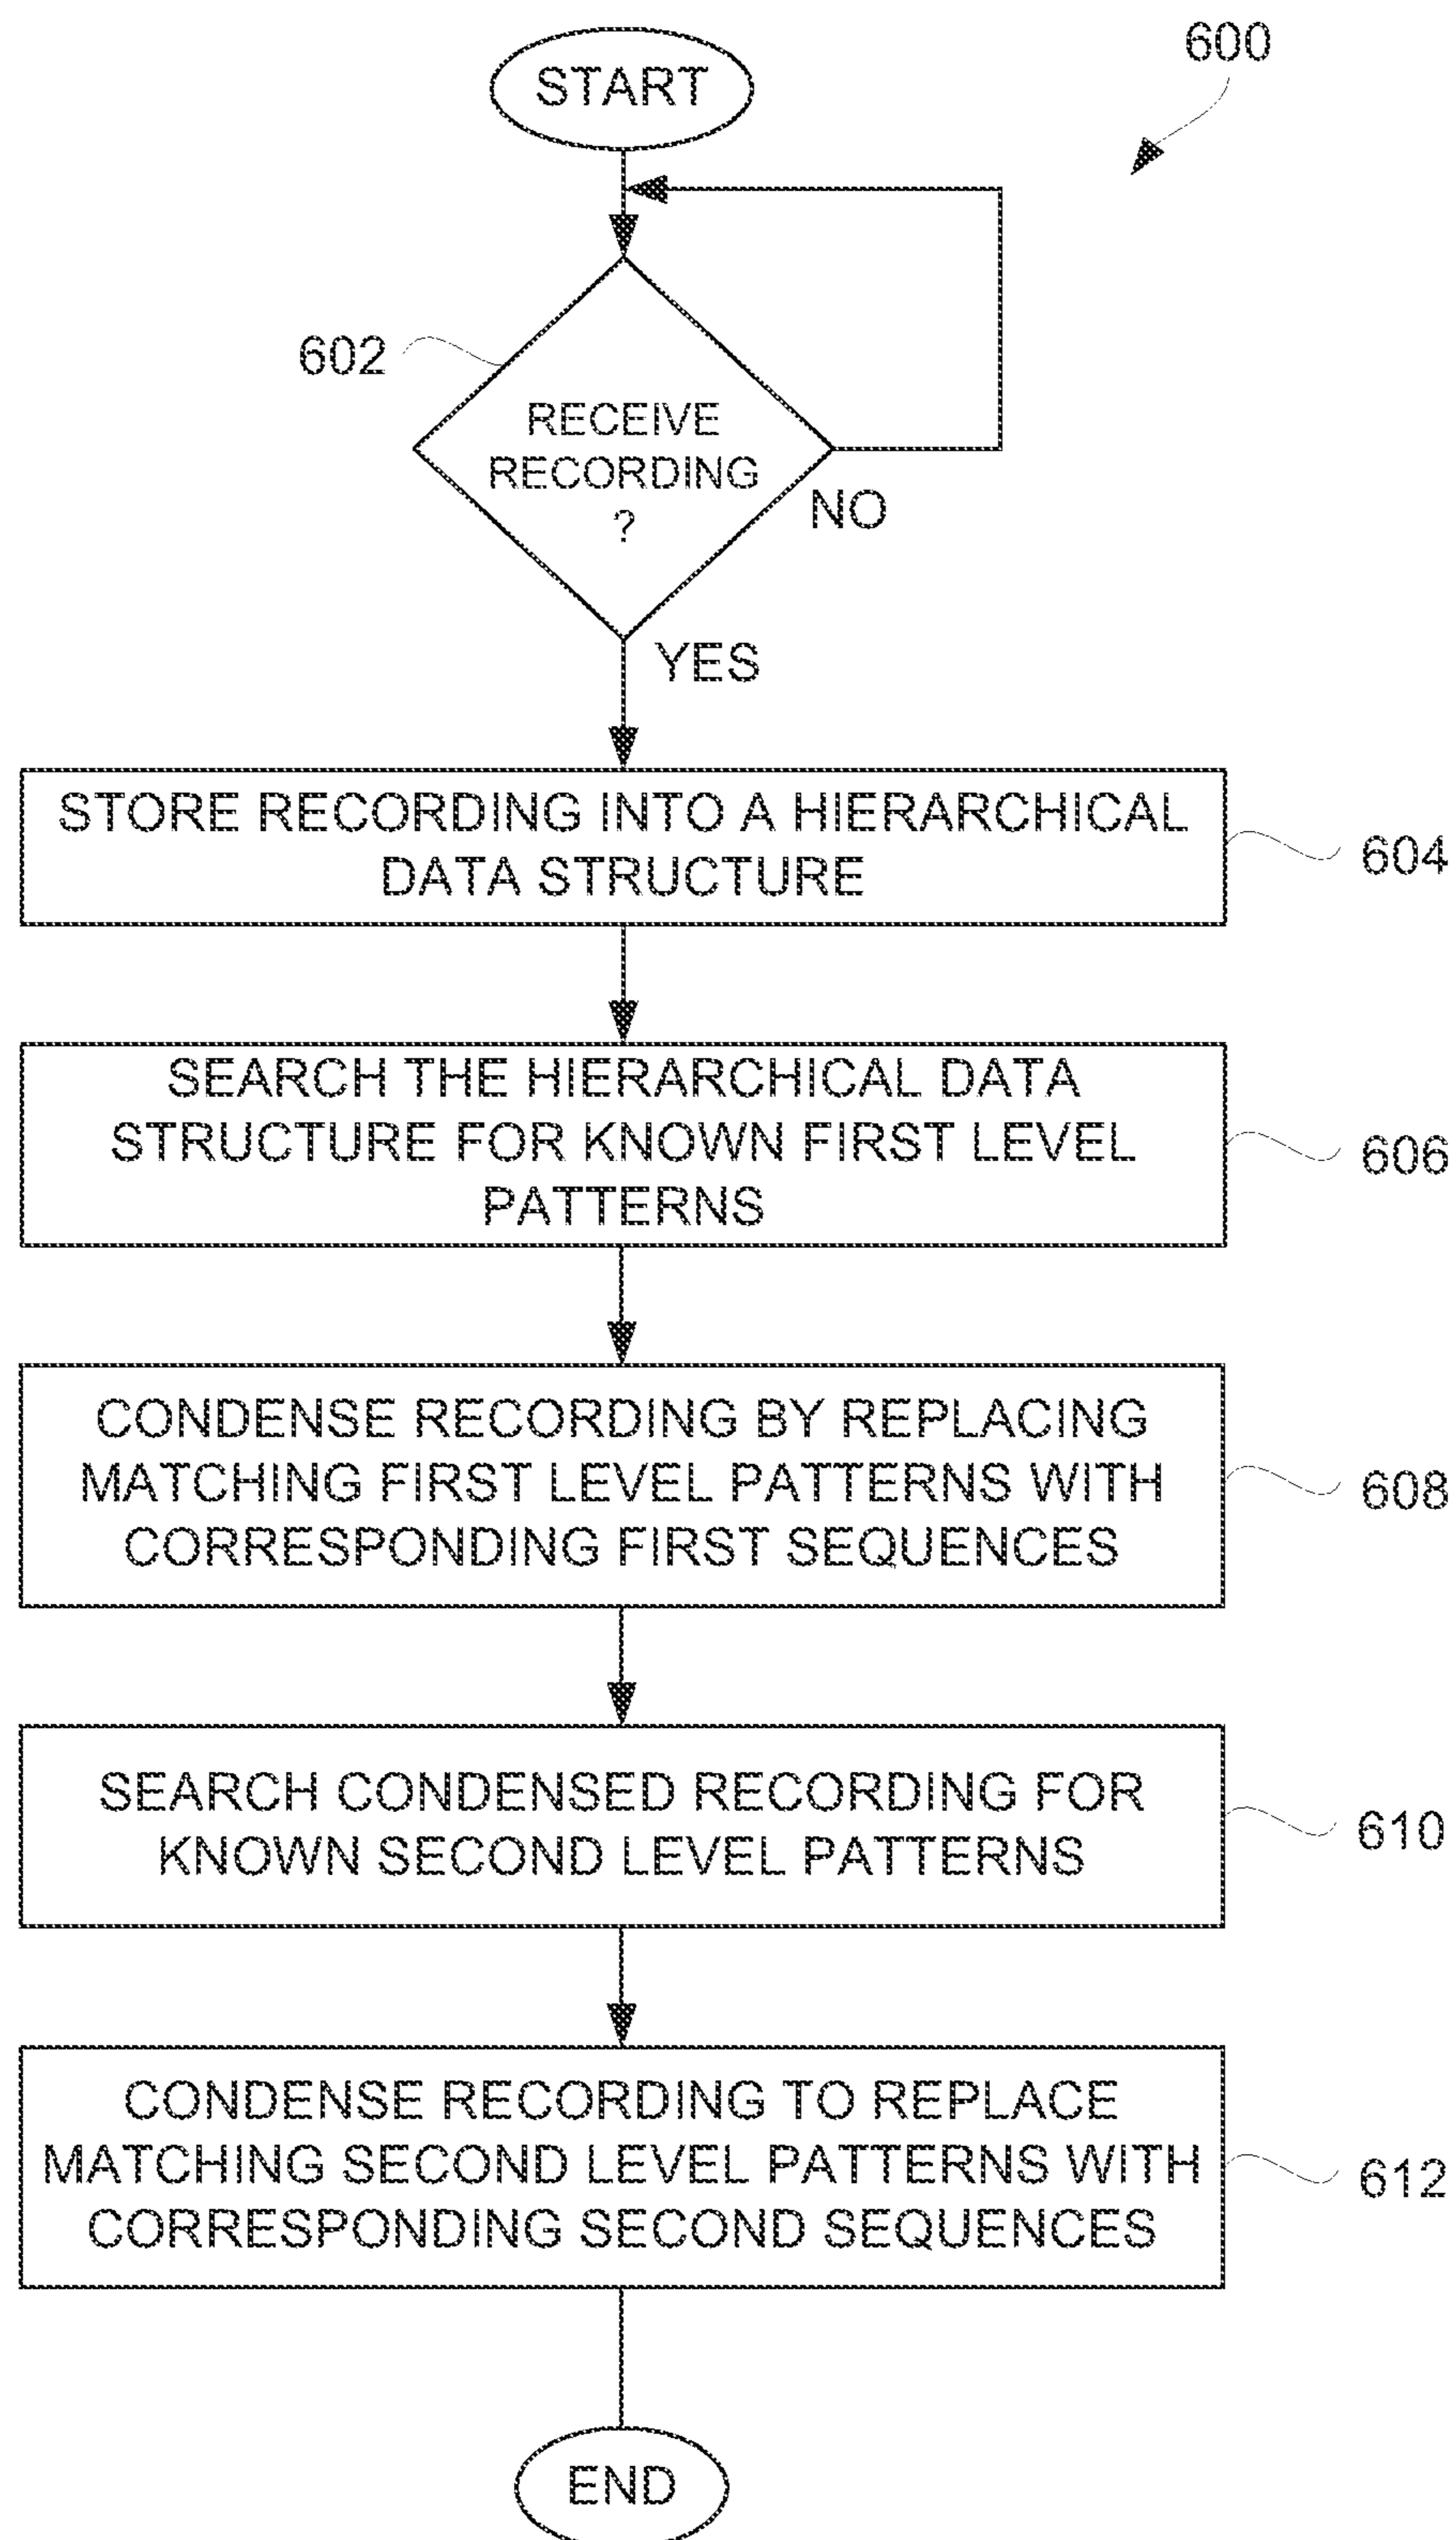 START
600
602
RECEIVE
RECORDING
?
NO
YES
STORE RECORDING INTO A HIERARCHICAL
DATA STRUCTURE
604
SEARCH THE HIERARCHICAL DATA
STRUCTURE FOR KNOWN FIRST LEVEL
PATTERNS
606
CONDENSE RECORDING BY REPLACING
MATCHING FIRST LEVEL PATTERNS WITH
CORRESPONDING FIRST SEQUENCES
608
SEARCH CONDENSED RECORDING FOR
KNOWN SECOND LEVEL PATTERNS
610
CONDENSE RECORDING TO REPLACE
MATCHING SECOND LEVEL PATTERNS WITH
CORRESPONDING SECOND SEQUENCES
612
END